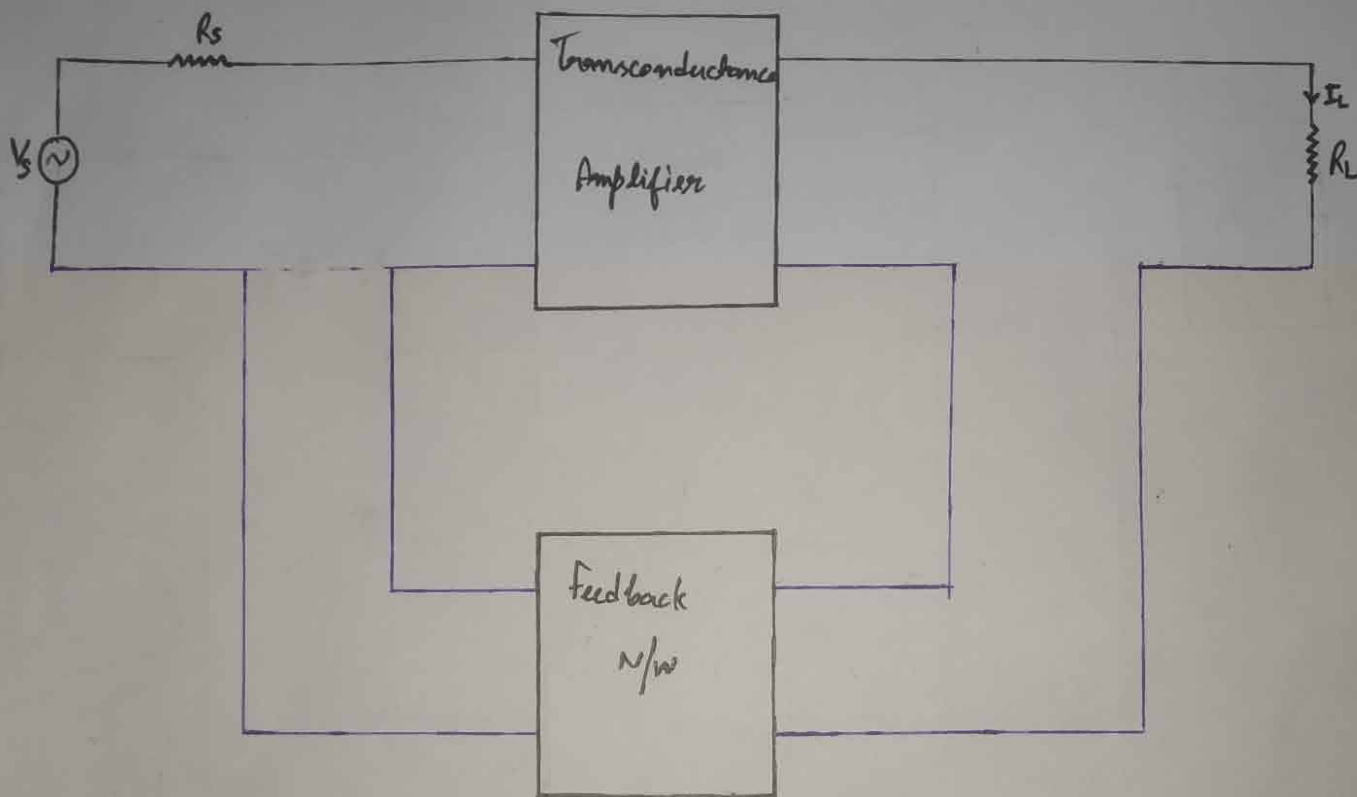 Rs
Transconductance
Amplifier
Vs
IL
RL
Feedback
N/w